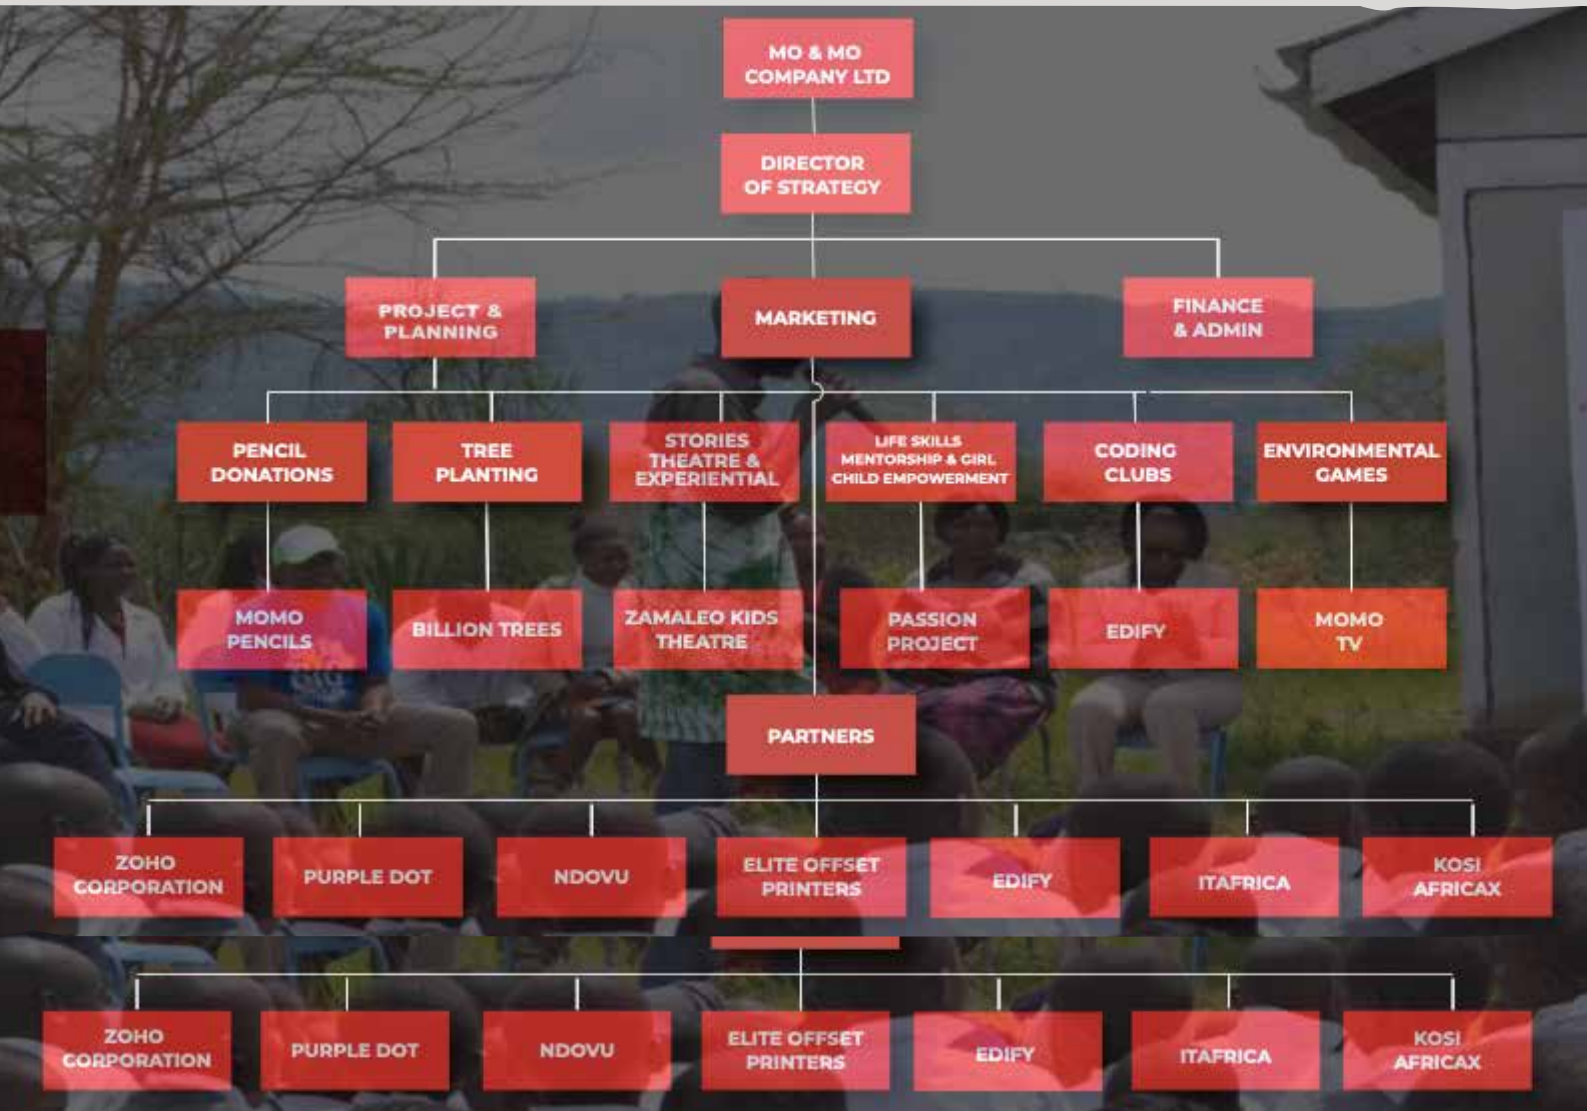 MO & MO
COMPANY LTD
DIRECTOR
OF STRATEGY
PROJECT &
PLANNING
MARKETING
FINANCE
& ADMIN
PENCIL
DONATIONS
TREE
PLANTING
STORIES
THEATRE &
EXPERIENTIAL
LIFE SKILLS
MENTORSHIP & GIRL
CHILD EMPOWERMENT
CODING
CLUBS
ENVIRONMENTAL
GAMES
MOMO
PENCILS
BILLION TREES
ZAMALEO KIDS
THEATRE
PASSION
PROJECT
EDIFY
MOMO
TV
PARTNERS
ZOHO
CORPORATION
PURPLE DOT
NDOVU
ELITE OFFSET
PRINTERS
EDIFY
ITAFRICA
KOSI
AFRICAX
ZOHO
CORPORATION
PURPLE DOT
NDOVU
ELITE OFFSET
PRINTERS
EDIFY
ITAFRICA
KOSI
AFRICAX